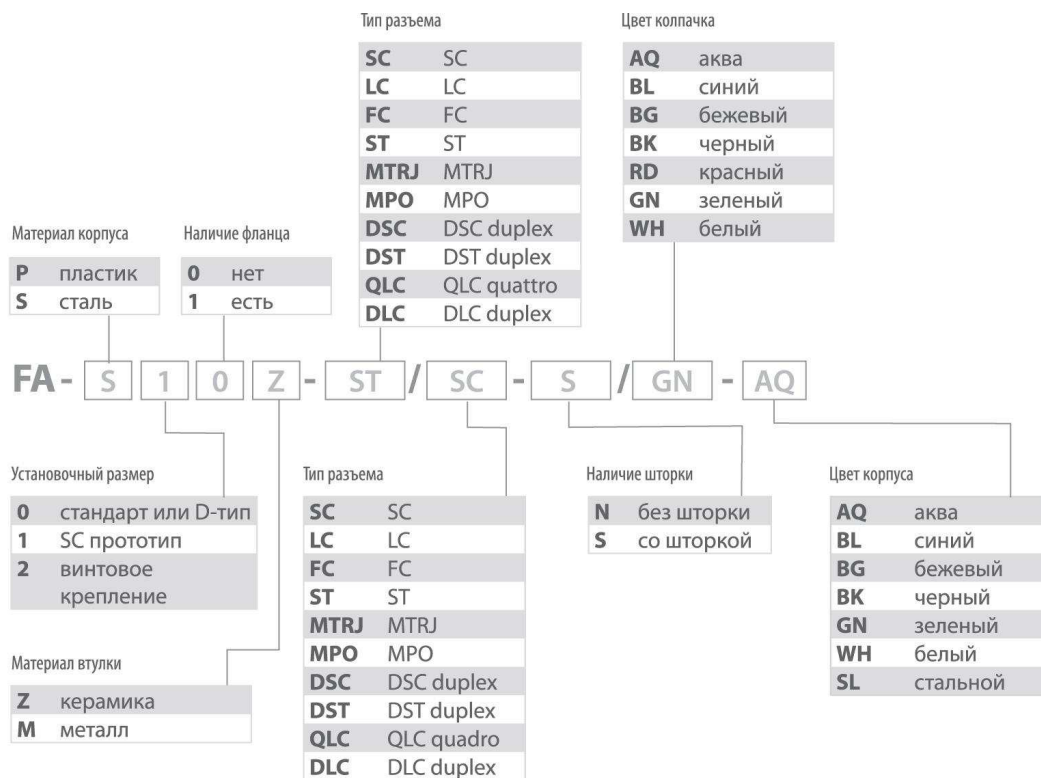 Тип разъема
SC SC
LC LC
FC FC
ST ST
MTRJ MTRJ
MPO MPO
DSC DSC duplex
DST DST duplex
QLC QLC quattro
DLC DLC duplex
Цвет колпачка
AQ аква
BL синий
BG бежевый
BK черный
RD красный
GN зеленый
WH белый
Материал корпуса
P пластик
S сталь
Наличие фланца
0 нет
1 есть
FA - S 1 0 Z - ST / SC - S / GN - AQ
Установочный размер
0 стандарт или D-тип
1 SC прототип
2 винтовое
крепление
Материал втулки
Z керамика
M металл
Тип разъема
SC SC
LC LC
FC FC
ST ST
MTRJ MTRJ
MPO MPO
DSC DSC duplex
DST DST duplex
QLC QLC quadro
DLC DLC duplex
Наличие шторки
N без шторки
S со шторкой
Цвет корпуса
AQ аква
BL синий
BG бежевый
BK черный
GN зеленый
WH белый
SL стальной